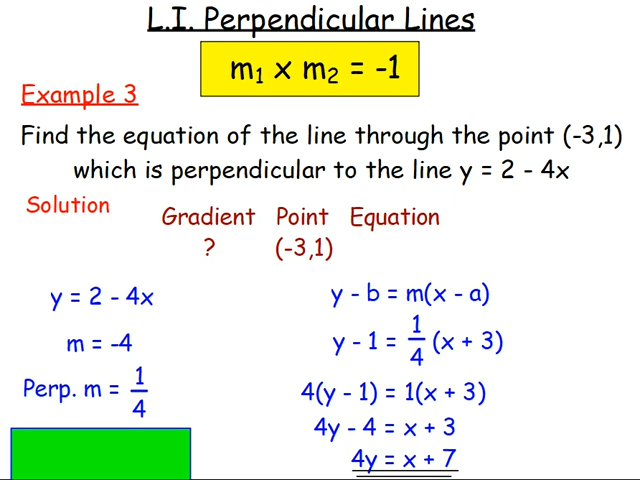 L.I. Perpendicular Lines
m₁ x m₂ = -1
Example 3
Find the equation of the line through the point (-3,1)
which is perpendicular to the line y = 2 - 4x
Solution
Gradient Point Equation
? (-3,1)
y = 2 - 4x
m = -4
Perp. m = 1/4
y - b = m(x - a)
y - 1 = 1/4 (x + 3)
4(y - 1) = 1(x + 3)
4y - 4 = x + 3
4y = x + 7